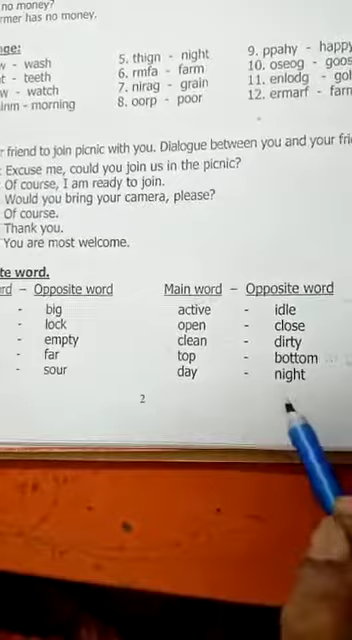 no money?
rmer has no money.
nge:
w - wash 5. thign - night 9. ppahy - happy
t - teeth 6. rmfa - farm 10. oseog - goos
w - watch 7. nirag - grain 11. enlodg - gol
inm - morning 8. oorp - poor 12. ermarf - farn
r friend to join picnic with you. Dialogue between you and your frie
: Excuse me, could you join us in the picnic?
Of course, I am ready to join.
Would you bring your camera, please?
Of course.
Thank you.
You are most welcome.
te word.
rd – Opposite word Main word – Opposite word
- big active - idle
- lock open - close
- empty clean - dirty
- far top - bottom
- sour day - night
2